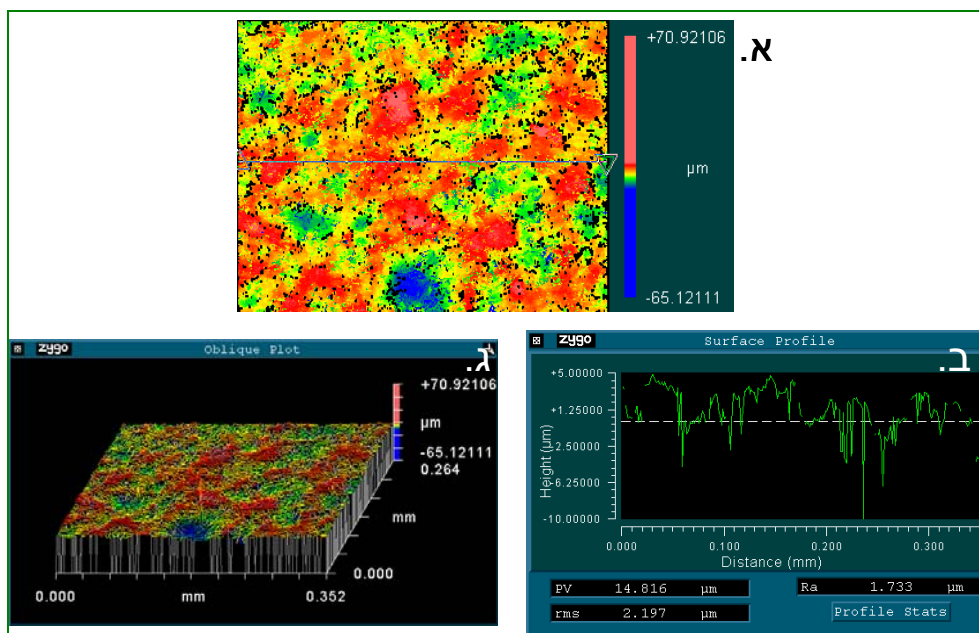 א.
+70.92106
μm
-65.12111
zygo
Oblique Plot
ג.
+70.92106
μm
-65.12111
0.264
mm
0.000
0.000
mm
0.352
zygo
Surface Profile
ב.
+5.00000
+1.25000
-2.50000
-6.25000
-10.00000
Height (μm)
0.000
0.100
0.200
0.300
Distance (mm)
PV 14.816 μm
Ra 1.733 μm
rms 2.197 μm
Profile Stats